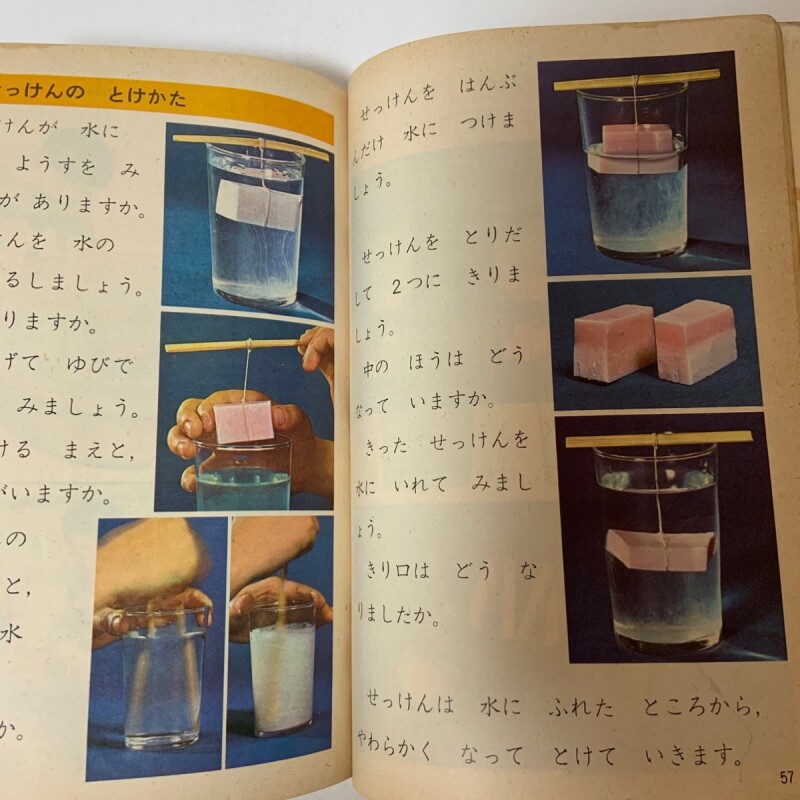 せっけんの とけかた
けんが 水に
ようすを み
が ありますか。
けんを 水の
るしましょう。
りますか。
げて ゆびで
みましょう。
ける まえと,
がいますか。
の
と,
水
か。
せっけんを はんぶ
んだけ 水に つけま
しょう。
せっけんを とりだ
して 2つに きりま
しょう。
中の ほうは どう
なって いますか。
きった せっけんを
水に いれて みまし
ょう。
きり口は どう な
りましたか。
せっけんは 水に ふれた ところから,
やわらかく なって とけて いきます。
57